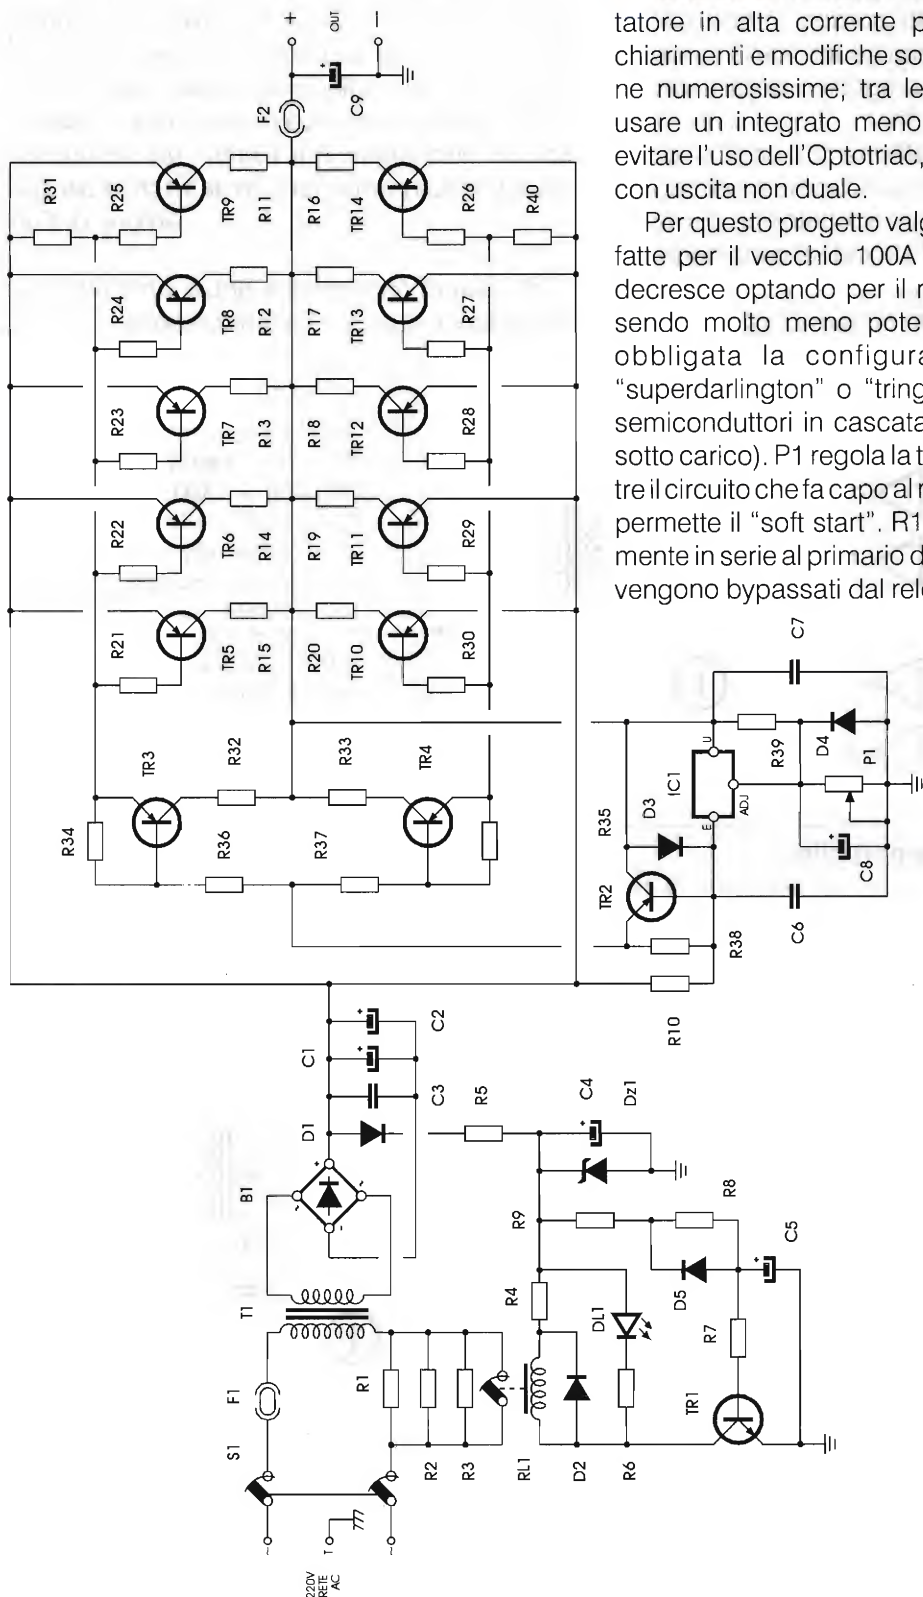 tatore in alta corrente p
chiarimenti e modifiche so
ne numerosissime; tra le
usare un integrato meno
evitare l'uso dell'Optotriac,
con uscita non duale.
Per questo progetto valg
fatte per il vecchio 100A
decresce optando per il r
sendo molto meno pote
obbligata la configura
"superdarlington" o "tring
semiconduttori in cascata
sotto carico). P1 regola la t
tre il circuito che fa capo al r
permette il "soft start". R1
mente in serie al primario d
vengono bypassati dal rel
+
OUT
−
F2
+
C9
R31
R25
TR9
R11
R16
TR14
R26
R40
R24
TR8
R12
R17
TR13
R27
R23
TR7
R13
R18
TR12
R28
R22
TR6
R14
R19
TR11
R29
R21
TR5
R15
R20
TR10
R30
TR3
R32
R33
TR4
R34
R36
R37
R35
D3
IC1
E
U
ADJ
R39
D4
P1
C7
TR2
C8
+
C6
R38
R10
C1
+
C2
+
C3
D1
R5
C4
+
Dz1
B1
+
~
~
-
T1
R9
R8
C5
+
D5
R4
DL1
R7
TR1
F1
R1
S1
R2
R3
RL1
D2
R6
~
T
~
220V
RETE
AC